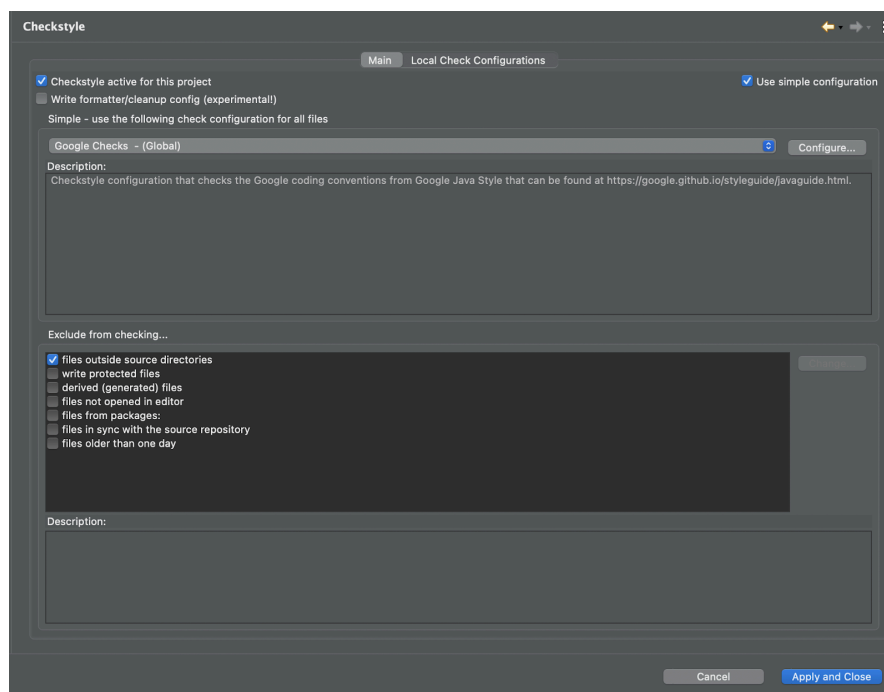 Checkstyle
Main Local Check Configurations
Checkstyle active for this project
Use simple configuration
Write formatter/cleanup config (experimental!)
Simple - use the following check configuration for all files
Google Checks - (Global)
Configure...
Description:
Checkstyle configuration that checks the Google coding conventions from Google Java Style that can be found at https://google.github.io/styleguide/javaguide.html.
Exclude from checking...
files outside source directories
write protected files
derived (generated) files
files not opened in editor
files from packages:
files in sync with the source repository
files older than one day
Description:
Cancel
Apply and Close